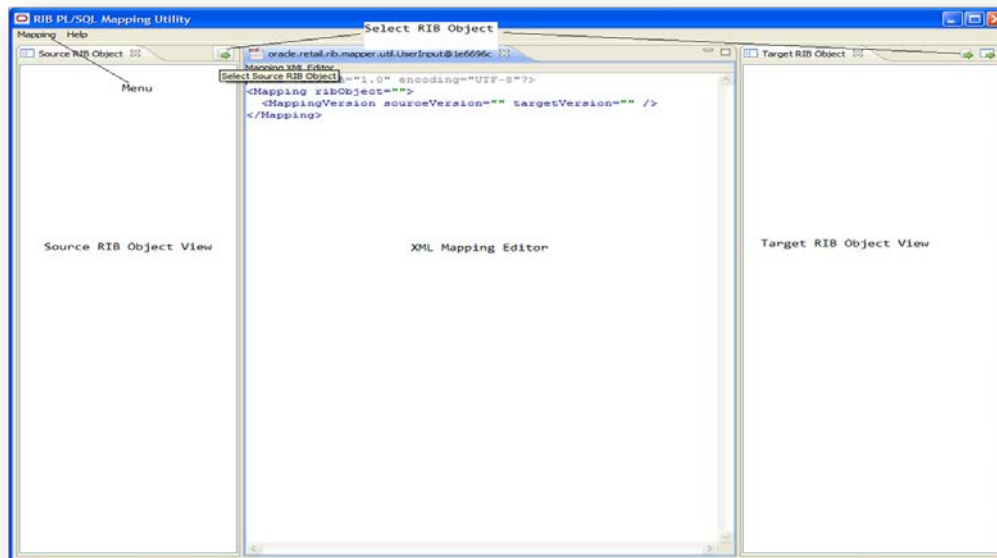 RIB PL/SQL Mapping Utility
Select RIB Object
Mapping Help
Source RIB Object
oracle.retail.rib.mapper.util.UserInput@1e6696c
Target RIB Object
Mapping XML Editor
Select Source RIB Object
="1.0" encoding="UTF-8"?>
Menu
<Mapping ribObject="">
<MappingVersion sourceVersion="" targetVersion="" />
</Mapping>
Source RIB Object View
XML Mapping Editor
Target RIB Object View